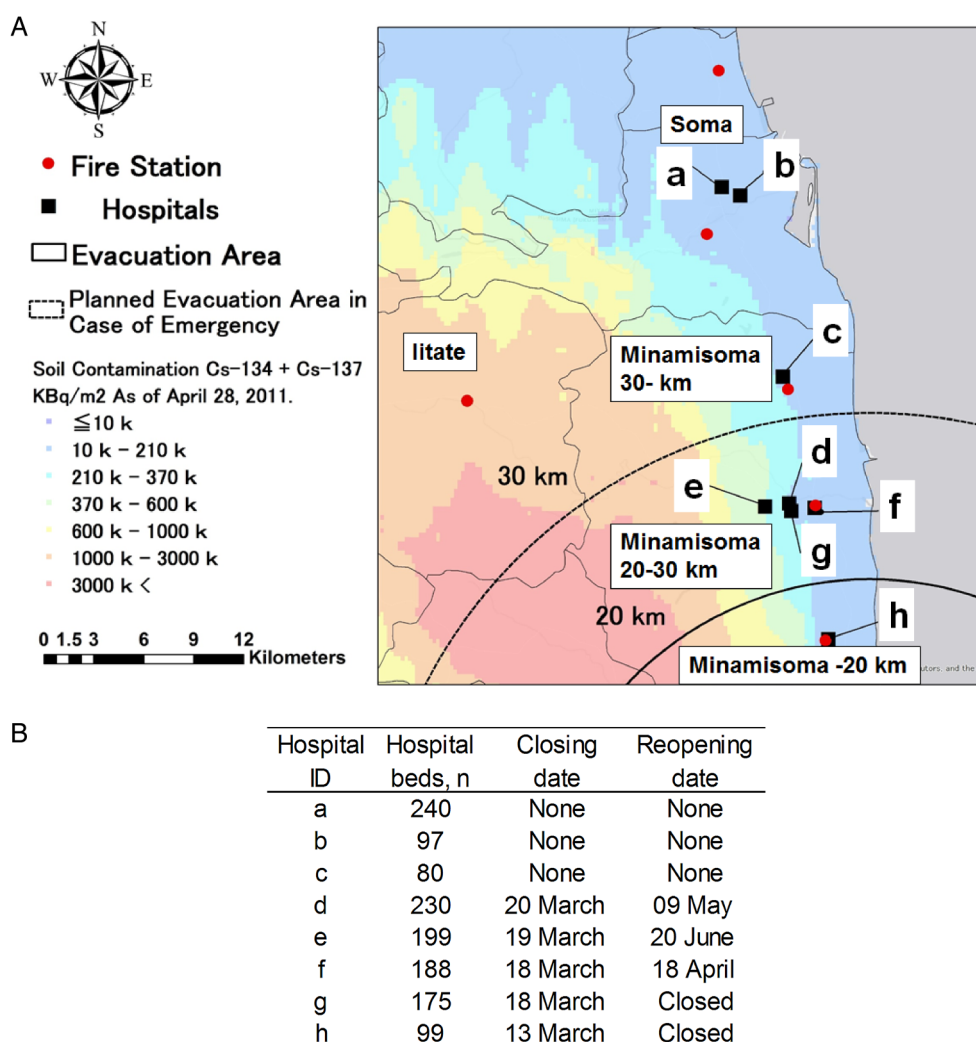 A
N
W E
S
Fire Station
Hospitals
Evacuation Area
Planned Evacuation Area in
Case of Emergency
Soil Contamination Cs-134 + Cs-137
KBq/m2 As of April 28, 2011.
≦10 k
10 k - 210 k
210 k - 370 k
370 k - 600 k
600 k - 1000 k
1000 k - 3000 k
3000 k <
0 1.5 3 6 9 12
Kilometers
Soma
a
b
c
Iitate
Minamisoma
30- km
d
30 km
e
f
g
Minamisoma
20-30 km
20 km
h
Minamisoma -20 km
utors, and the
B
Hospital Hospital Closing Reopening
ID beds, n date date
a 240 None None
b 97 None None
c 80 None None
d 230 20 March 09 May
e 199 19 March 20 June
f 188 18 March 18 April
g 175 18 March Closed
h 99 13 March Closed